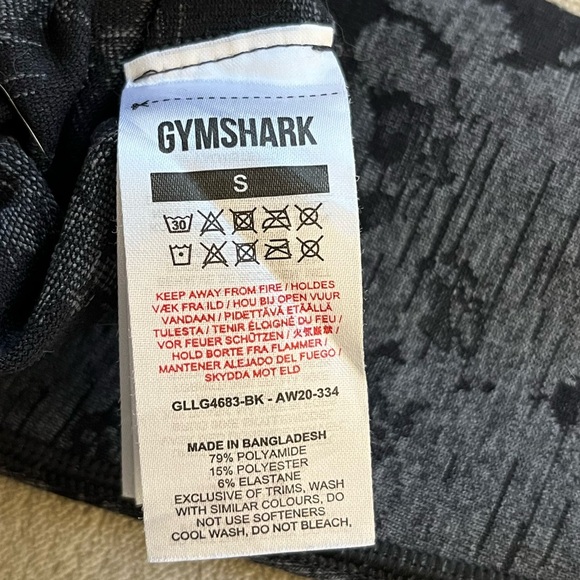 GYMSHARK
S
30
KEEP AWAY FROM FIRE / HOLDES
VÆK FRA ILD / HOU BIJ OPEN VUUR
VANDAAN / PIDETTÄVÄ ETÄÄLLÄ
TULESTA / TENIR ÉLOIGNÉ DU FEU /
VOR FEUER SCHÜTZEN / 火気厳禁 /
HOLD BORTE FRA FLAMMER /
MANTENER ALEJADO DEL FUEGO /
SKYDDA MOT ELD
GLLG4683-BK - AW20-334
MADE IN BANGLADESH
79% POLYAMIDE
15% POLYESTER
6% ELASTANE
EXCLUSIVE OF TRIMS, WASH
WITH SIMILAR COLOURS, DO
NOT USE SOFTENERS
COOL WASH, DO NOT BLEACH,